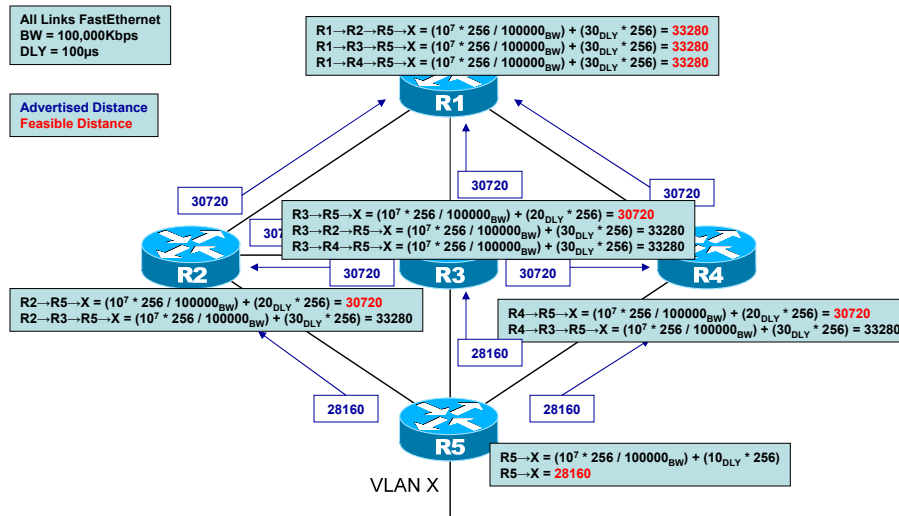 All Links FastEthernet
BW = 100,000Kbps
DLY = 100µs
R1→R2→R5→X = (10⁷ * 256 / 100000BW) + (30DLY * 256) = 33280
R1→R3→R5→X = (10⁷ * 256 / 100000BW) + (30DLY * 256) = 33280
R1→R4→R5→X = (10⁷ * 256 / 100000BW) + (30DLY * 256) = 33280
Advertised Distance
Feasible Distance
R1
30720
30720
30720
R3→R5→X = (10⁷ * 256 / 100000BW) + (20DLY * 256) = 30720
R3→R2→R5→X = (10⁷ * 256 / 100000BW) + (30DLY * 256) = 33280
R3→R4→R5→X = (10⁷ * 256 / 100000BW) + (30DLY * 256) = 33280
R2
30720
R3
30720
R4
R2→R5→X = (10⁷ * 256 / 100000BW) + (20DLY * 256) = 30720
R2→R3→R5→X = (10⁷ * 256 / 100000BW) + (30DLY * 256) = 33280
R4→R5→X = (10⁷ * 256 / 100000BW) + (20DLY * 256) = 30720
R4→R3→R5→X = (10⁷ * 256 / 100000BW) + (30DLY * 256) = 33280
28160
28160
28160
R5
R5→X = (10⁷ * 256 / 100000BW) + (10DLY * 256)
R5→X = 28160
VLAN X